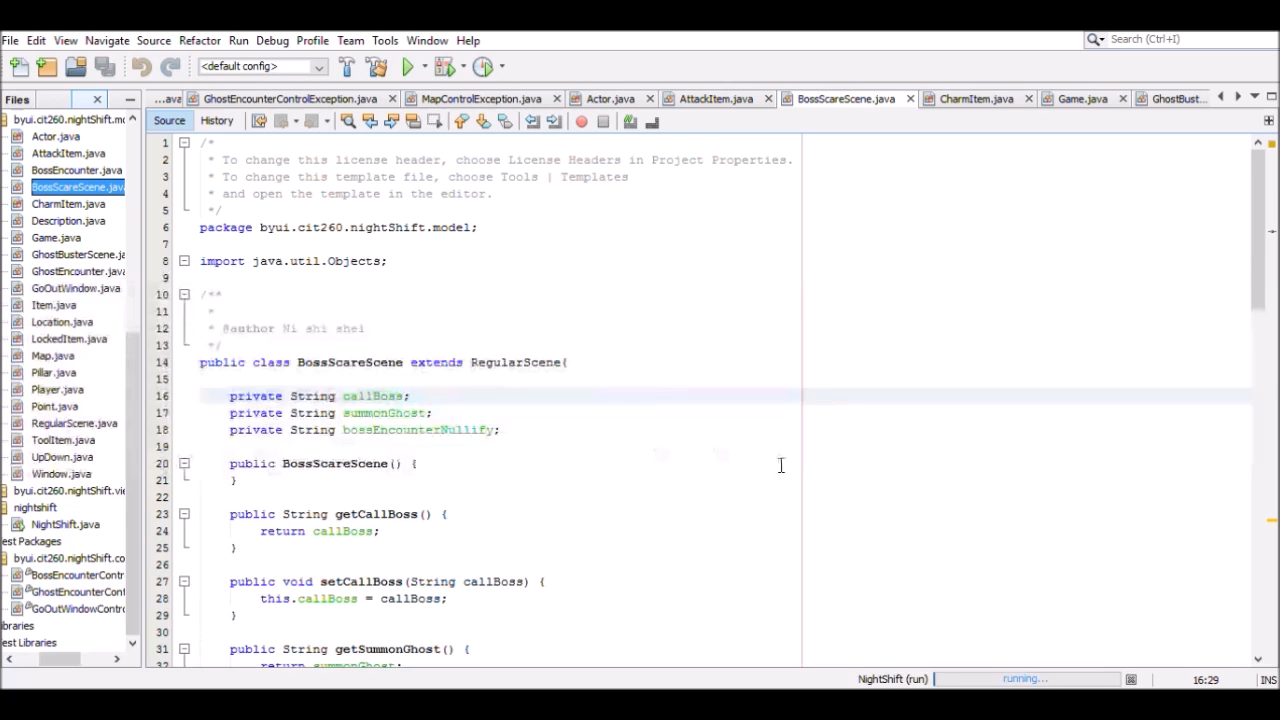 File Edit View Navigate Source Refactor Run Debug Profile Team Tools Window Help
Search (Ctrl+I)
<default config>
Files
...ava GhostEncounterControlException.java MapControlException.java Actor.java AttackItem.java BossScareScene.java CharmItem.java Game.java GhostBust...
Source History
byui.cit260.nightShift.mo
Actor.java
AttackItem.java
BossEncounter.java
BossScareScene.java
CharmItem.java
Description.java
Game.java
GhostBusterScene.ja
GhostEncounter.java
GoOutWindow.java
Item.java
Location.java
LockedItem.java
Map.java
Pillar.java
Player.java
Point.java
RegularScene.java
ToolItem.java
UpDown.java
Window.java
byui.cit260.nightShift.vie
nightshift
NightShift.java
est Packages
byui.cit260.nightShift.co
BossEncounterContr
GhostEncounterCont
GoOutWindowContro
ibraries
est Libraries
1 /*
2 * To change this license header, choose License Headers in Project Properties.
3 * To change this template file, choose Tools | Templates
4 * and open the template in the editor.
5 */
6 package byui.cit260.nightShift.model;
7
8 import java.util.Objects;
9
10 /**
11 *
12 * @author Ni shi shei
13 */
14 public class BossScareScene extends RegularScene{
15
16 private String callBoss;
17 private String summonGhost;
18 private String bossEncounterNullify;
19
20 public BossScareScene() {
21 }
22
23 public String getCallBoss() {
24 return callBoss;
25 }
26
27 public void setCallBoss(String callBoss) {
28 this.callBoss = callBoss;
29 }
30
31 public String getSummonGhost() {
32 return summonGhost;
NightShift (run) running... 16:29 INS